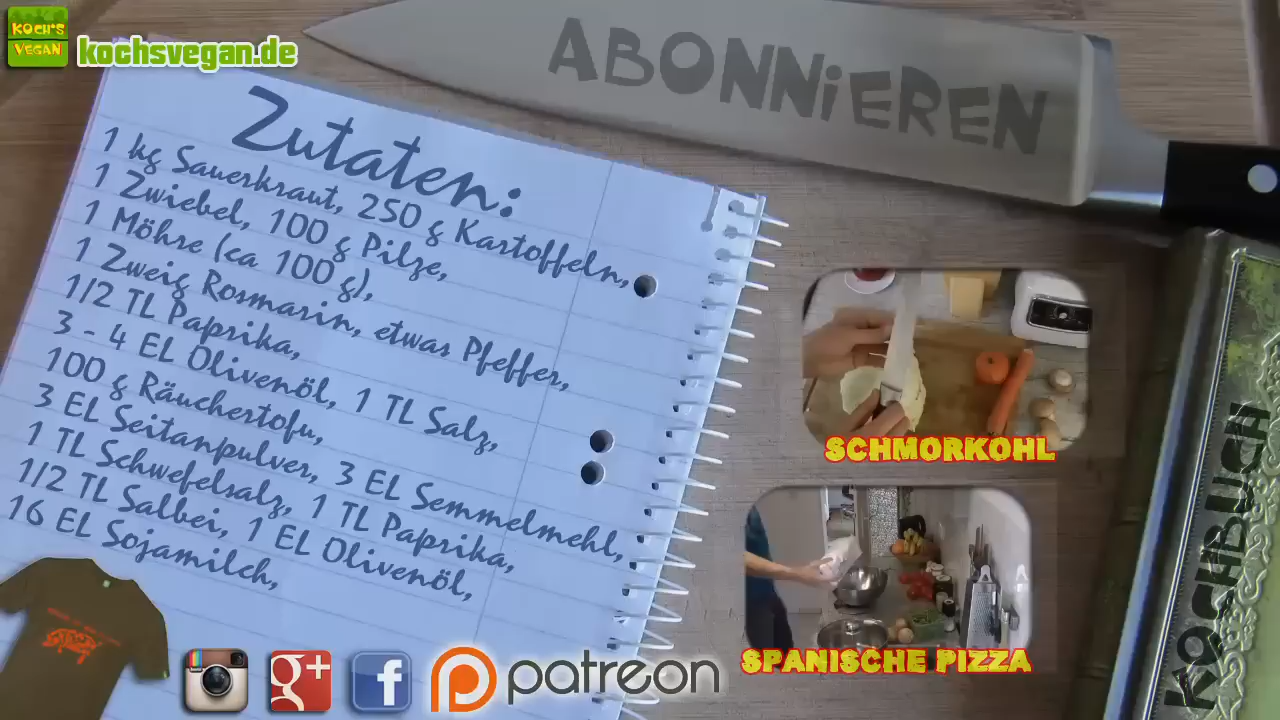 KOCH'S
VEGAN
kochsvegan.de
ABONNiEREN
Zutaten:
1 kg Sauerkraut, 250 g Kartoffeln,
1 Zwiebel, 100 g Pilze,
1 Möhre (ca 100 g),
1 Zweig Rosmarin, etwas Pfeffer,
1/2 TL Paprika,
3 - 4 EL Olivenöl, 1 TL Salz,
100 g Räuchertofu,
3 EL Seitanpulver, 3 EL Semmelmehl,
1 TL Schwefelsalz, 1 TL Paprika,
1/2 TL Salbei, 1 EL Olivenöl,
16 EL Sojamilch,
SCHMORKOHL
SPANISCHE PIZZA
KOCHBUCH
g+
f
patreon